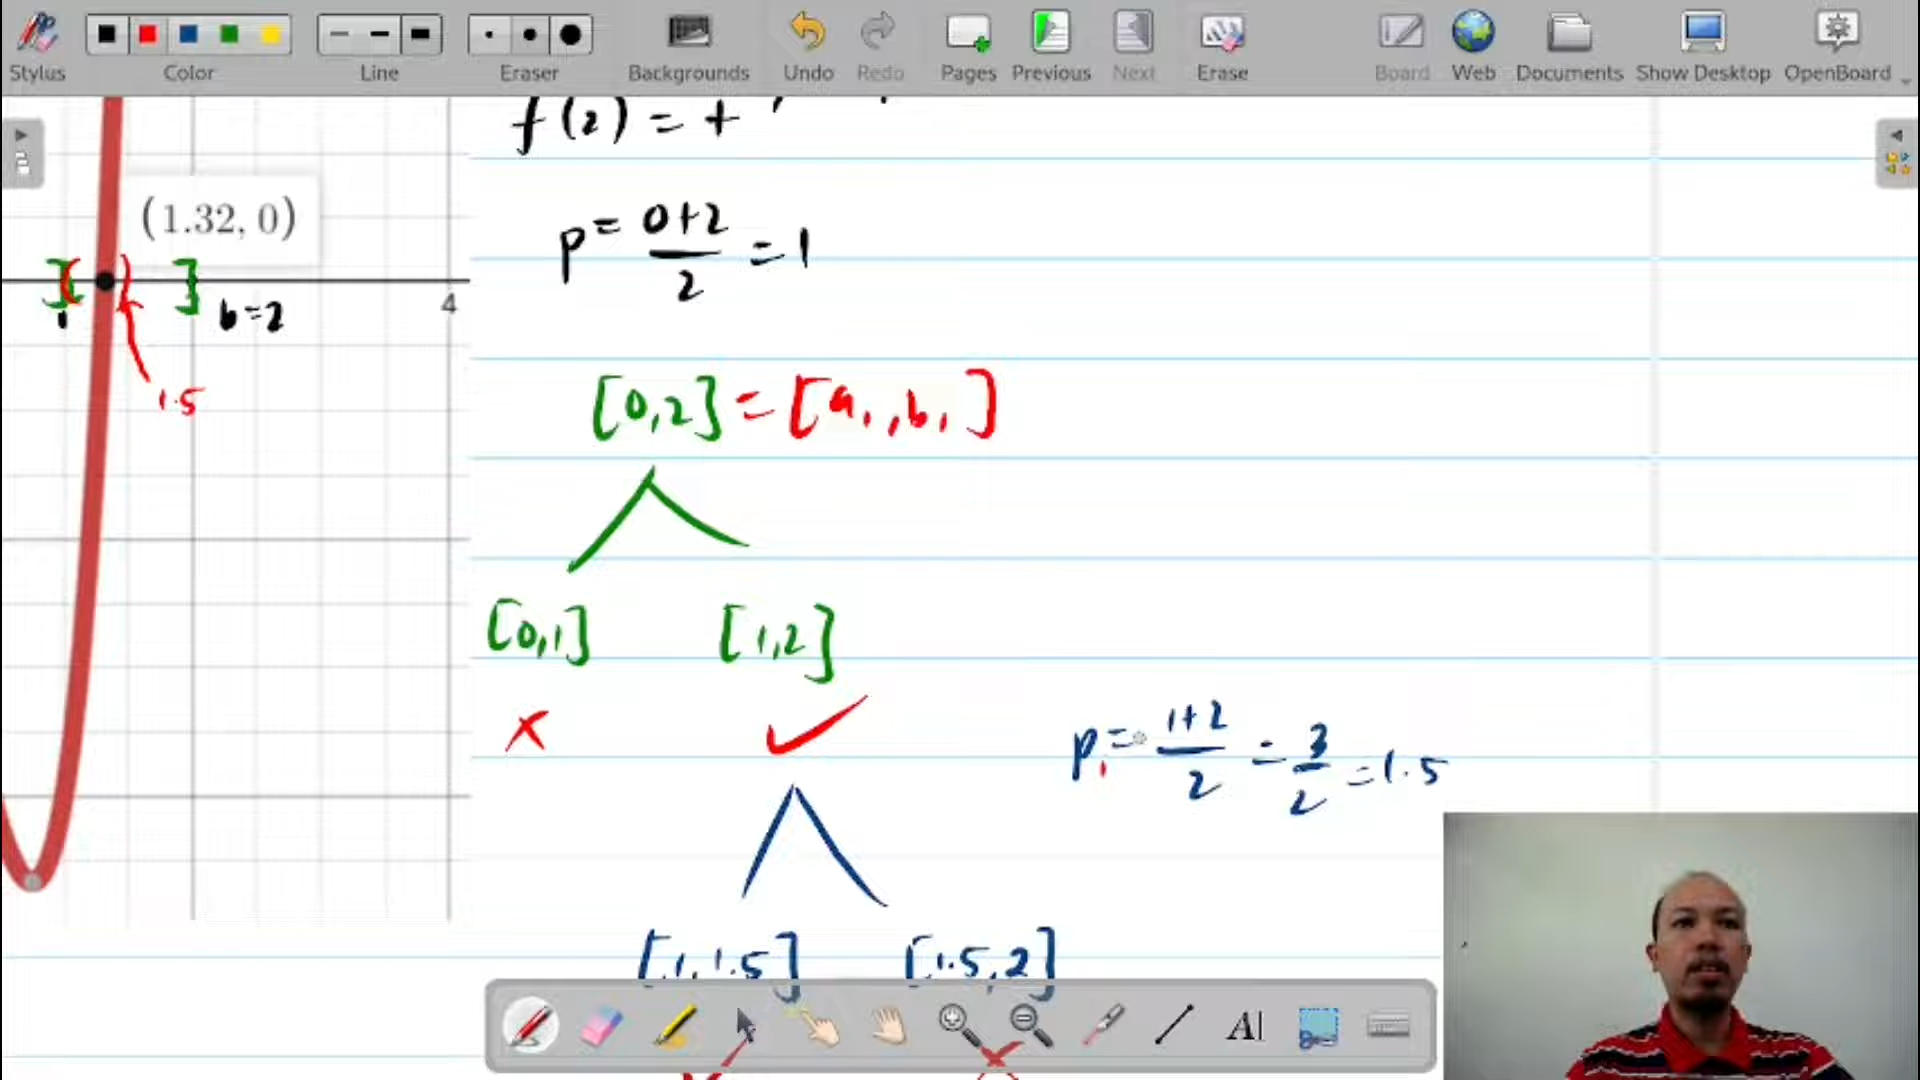 Stylus Color Line Eraser Backgrounds Undo Redo Pages Previous Next Erase Board Web Documents Show Desktop OpenBoard
f(2) = +
(1.32, 0)
1
b=2
4
1.5
p = 0+2/2 = 1
[0,2] = [a₁,b₁]
[0,1] [1,2]
x ✓
p₁ = 1+2/2 = 3/2 = 1.5
[1,1.5] [1.5,2]
A|